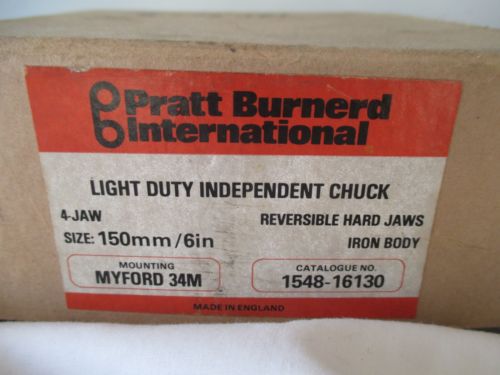 Pratt Burnerd
International
LIGHT DUTY INDEPENDENT CHUCK
4-JAW REVERSIBLE HARD JAWS
SIZE: 150mm/6in IRON BODY
MOUNTING CATALOGUE NO.
MYFORD 34M 1548-16130
MADE IN ENGLAND